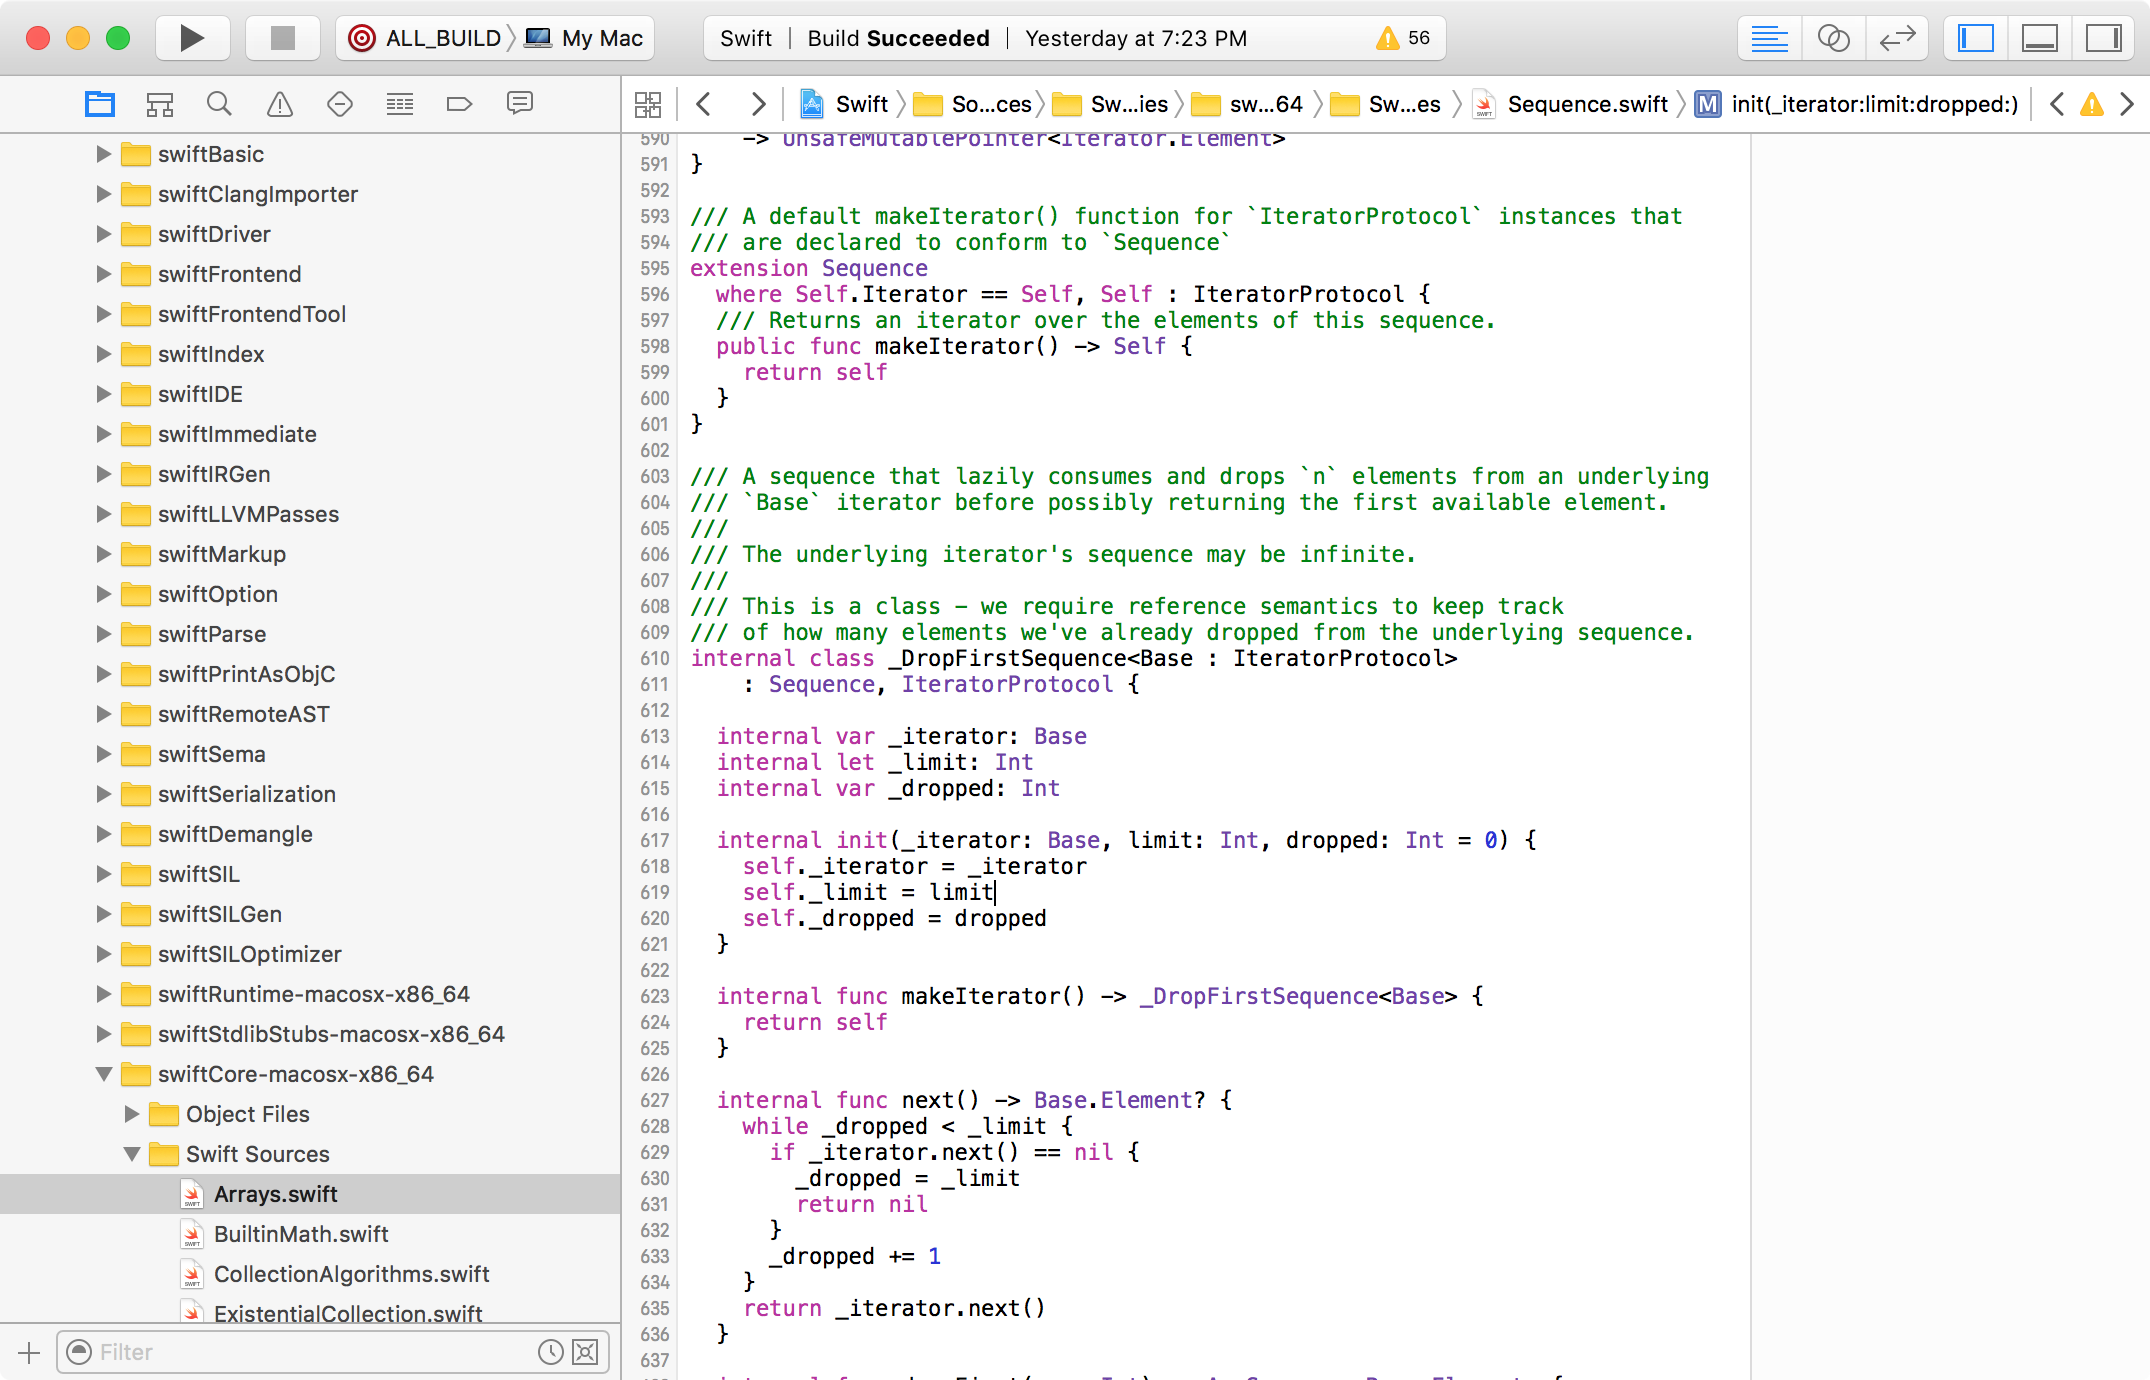 ALL_BUILD My Mac
Swift | Build Succeeded | Yesterday at 7:23 PM 56
Swift So...ces Sw...ies sw...64 Sw...es Sequence.swift M init(_iterator:limit:dropped:)
swiftBasic
swiftClangImporter
swiftDriver
swiftFrontend
swiftFrontendTool
swiftIndex
swiftIDE
swiftImmediate
swiftIRGen
swiftLLVMPasses
swiftMarkup
swiftOption
swiftParse
swiftPrintAsObjC
swiftRemoteAST
swiftSema
swiftSerialization
swiftDemangle
swiftSIL
swiftSILGen
swiftSILOptimizer
swiftRuntime-macosx-x86_64
swiftStdlibStubs-macosx-x86_64
swiftCore-macosx-x86_64
Object Files
Swift Sources
Arrays.swift
BuiltinMath.swift
CollectionAlgorithms.swift
ExistentialCollection.swift
Filter
590     -> UnsafeMutablePointer<Iterator.Element>
591 }
592
593 /// A default makeIterator() function for `IteratorProtocol` instances that
594 /// are declared to conform to `Sequence`
595 extension Sequence
596   where Self.Iterator == Self, Self : IteratorProtocol {
597   /// Returns an iterator over the elements of this sequence.
598   public func makeIterator() -> Self {
599     return self
600   }
601 }
602
603 /// A sequence that lazily consumes and drops `n` elements from an underlying
604 /// `Base` iterator before possibly returning the first available element.
605 ///
606 /// The underlying iterator's sequence may be infinite.
607 ///
608 /// This is a class - we require reference semantics to keep track
609 /// of how many elements we've already dropped from the underlying sequence.
610 internal class _DropFirstSequence<Base : IteratorProtocol>
611     : Sequence, IteratorProtocol {
612
613   internal var _iterator: Base
614   internal let _limit: Int
615   internal var _dropped: Int
616
617   internal init(_iterator: Base, limit: Int, dropped: Int = 0) {
618     self._iterator = _iterator
619     self._limit = limit
620     self._dropped = dropped
621   }
622
623   internal func makeIterator() -> _DropFirstSequence<Base> {
624     return self
625   }
626
627   internal func next() -> Base.Element? {
628     while _dropped < _limit {
629       if _iterator.next() == nil {
630         _dropped = _limit
631         return nil
632       }
633       _dropped += 1
634     }
635     return _iterator.next()
636   }
637